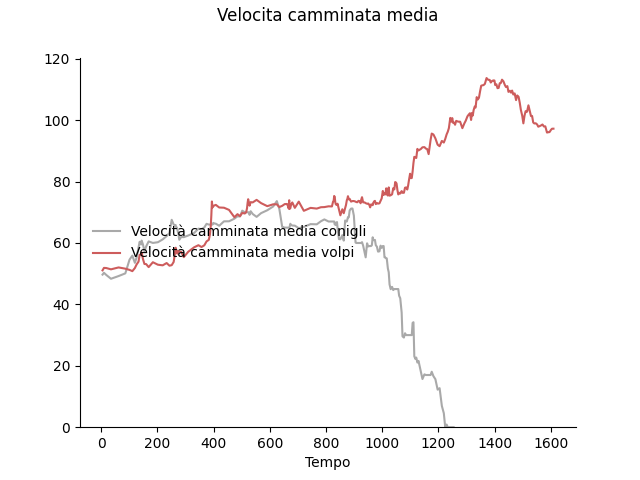 Velocita camminata media
120
100
80
60
40
20
0
Velocità camminata media conigli
Velocità camminata media volpi
0 200 400 600 800 1000 1200 1400 1600
Tempo